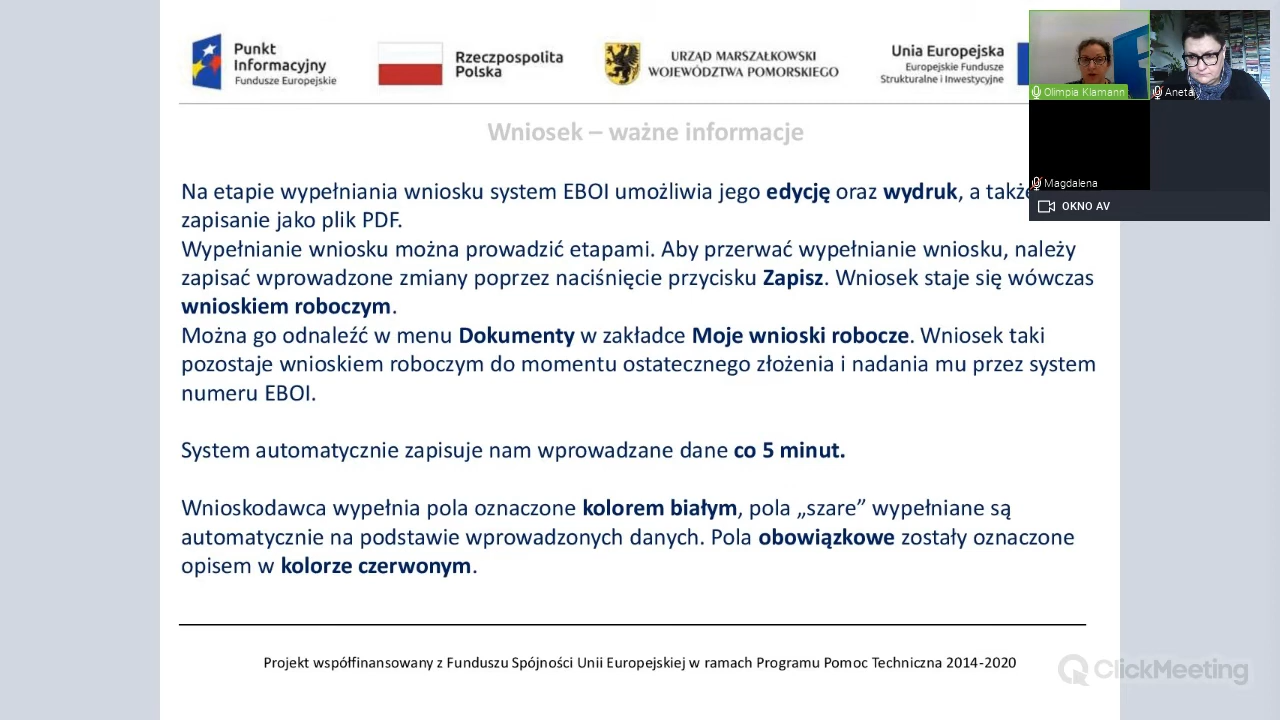 Punkt
Informacyjny
Fundusze Europejskie
Rzeczpospolita
Polska
URZĄD MARSZAŁKOWSKI
WOJEWÓDZTWA POMORSKIEGO
Unia Europejska
Europejskie Fundusze
Strukturalne i Inwestycyjne
Olimpia Klamann
Aneta
Magdalena
OKNO AV
Wniosek – ważne informacje
Na etapie wypełniania wniosku system EBOI umożliwia jego edycję oraz wydruk, a także
zapisanie jako plik PDF.
Wypełnianie wniosku można prowadzić etapami. Aby przerwać wypełnianie wniosku, należy
zapisać wprowadzone zmiany poprzez naciśnięcie przycisku Zapisz. Wniosek staje się wówczas
wnioskiem roboczym.
Można go odnaleźć w menu Dokumenty w zakładce Moje wnioski robocze. Wniosek taki
pozostaje wnioskiem roboczym do momentu ostatecznego złożenia i nadania mu przez system
numeru EBOI.
System automatycznie zapisuje nam wprowadzane dane co 5 minut.
Wnioskodawca wypełnia pola oznaczone kolorem białym, pola „szare” wypełniane są
automatycznie na podstawie wprowadzonych danych. Pola obowiązkowe zostały oznaczone
opisem w kolorze czerwonym.
Projekt współfinansowany z Funduszu Spójności Unii Europejskiej w ramach Programu Pomoc Techniczna 2014-2020
ClickMeeting